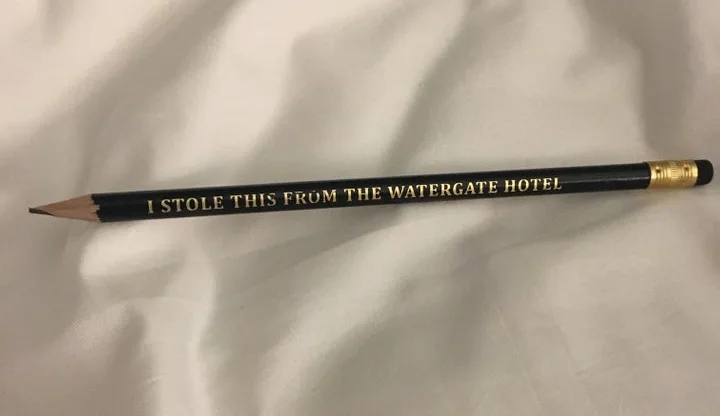 I STOLE THIS FROM THE WATERGATE HOTEL